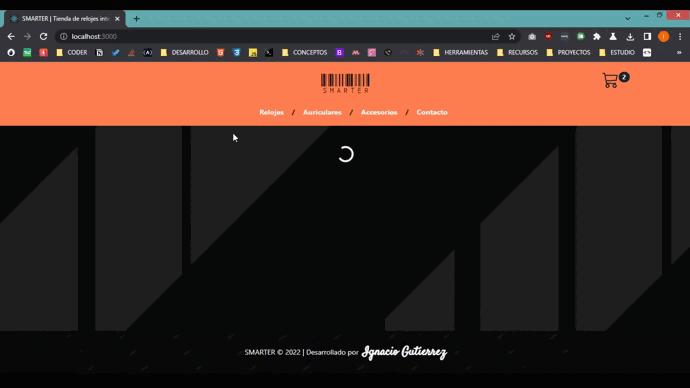 SMARTER | Tienda de relojes inte
localhost:3000
CODER
DESARROLLO
CONCEPTOS
HERRAMIENTAS
RECURSOS
PROYECTOS
ESTUDIO
»
SMARTER
2
Relojes / Auriculares / Accesorios / Contacto
SMARTER © 2022 | Desarrollado por Ignacio Gutierrez